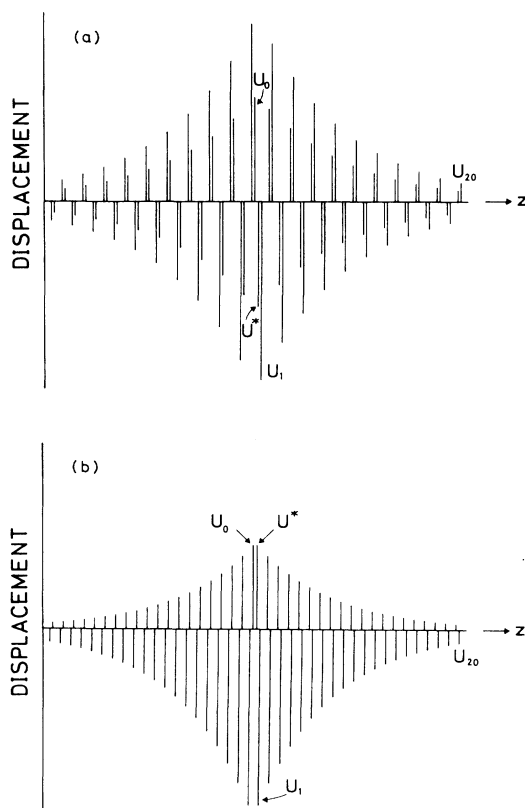 (a)
DISPLACEMENT
U₀
U₂₀
z
U*
U₁
(b)
DISPLACEMENT
U₀
U*
z
U₂₀
U₁